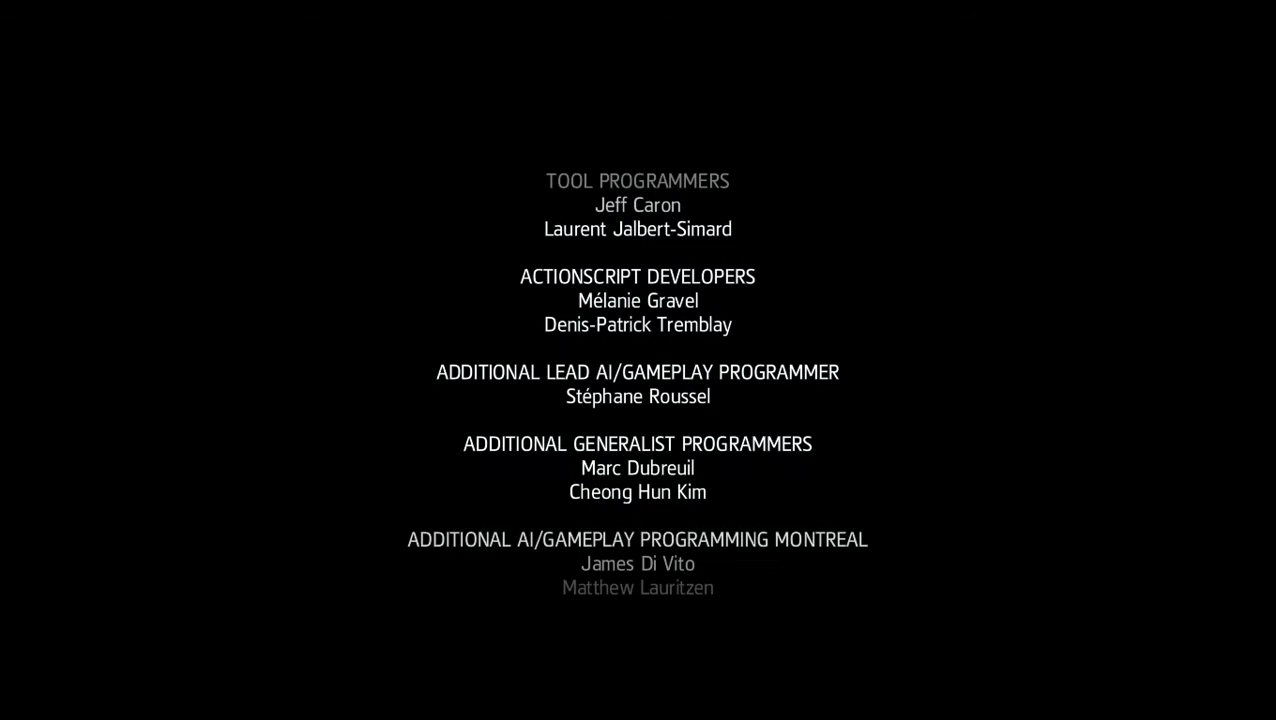 TOOL PROGRAMMERS
Jeff Caron
Laurent Jalbert-Simard
ACTIONSCRIPT DEVELOPERS
Mélanie Gravel
Denis-Patrick Tremblay
ADDITIONAL LEAD AI/GAMEPLAY PROGRAMMER
Stéphane Roussel
ADDITIONAL GENERALIST PROGRAMMERS
Marc Dubreuil
Cheong Hun Kim
ADDITIONAL AI/GAMEPLAY PROGRAMMING MONTREAL
James Di Vito
Matthew Lauritzen